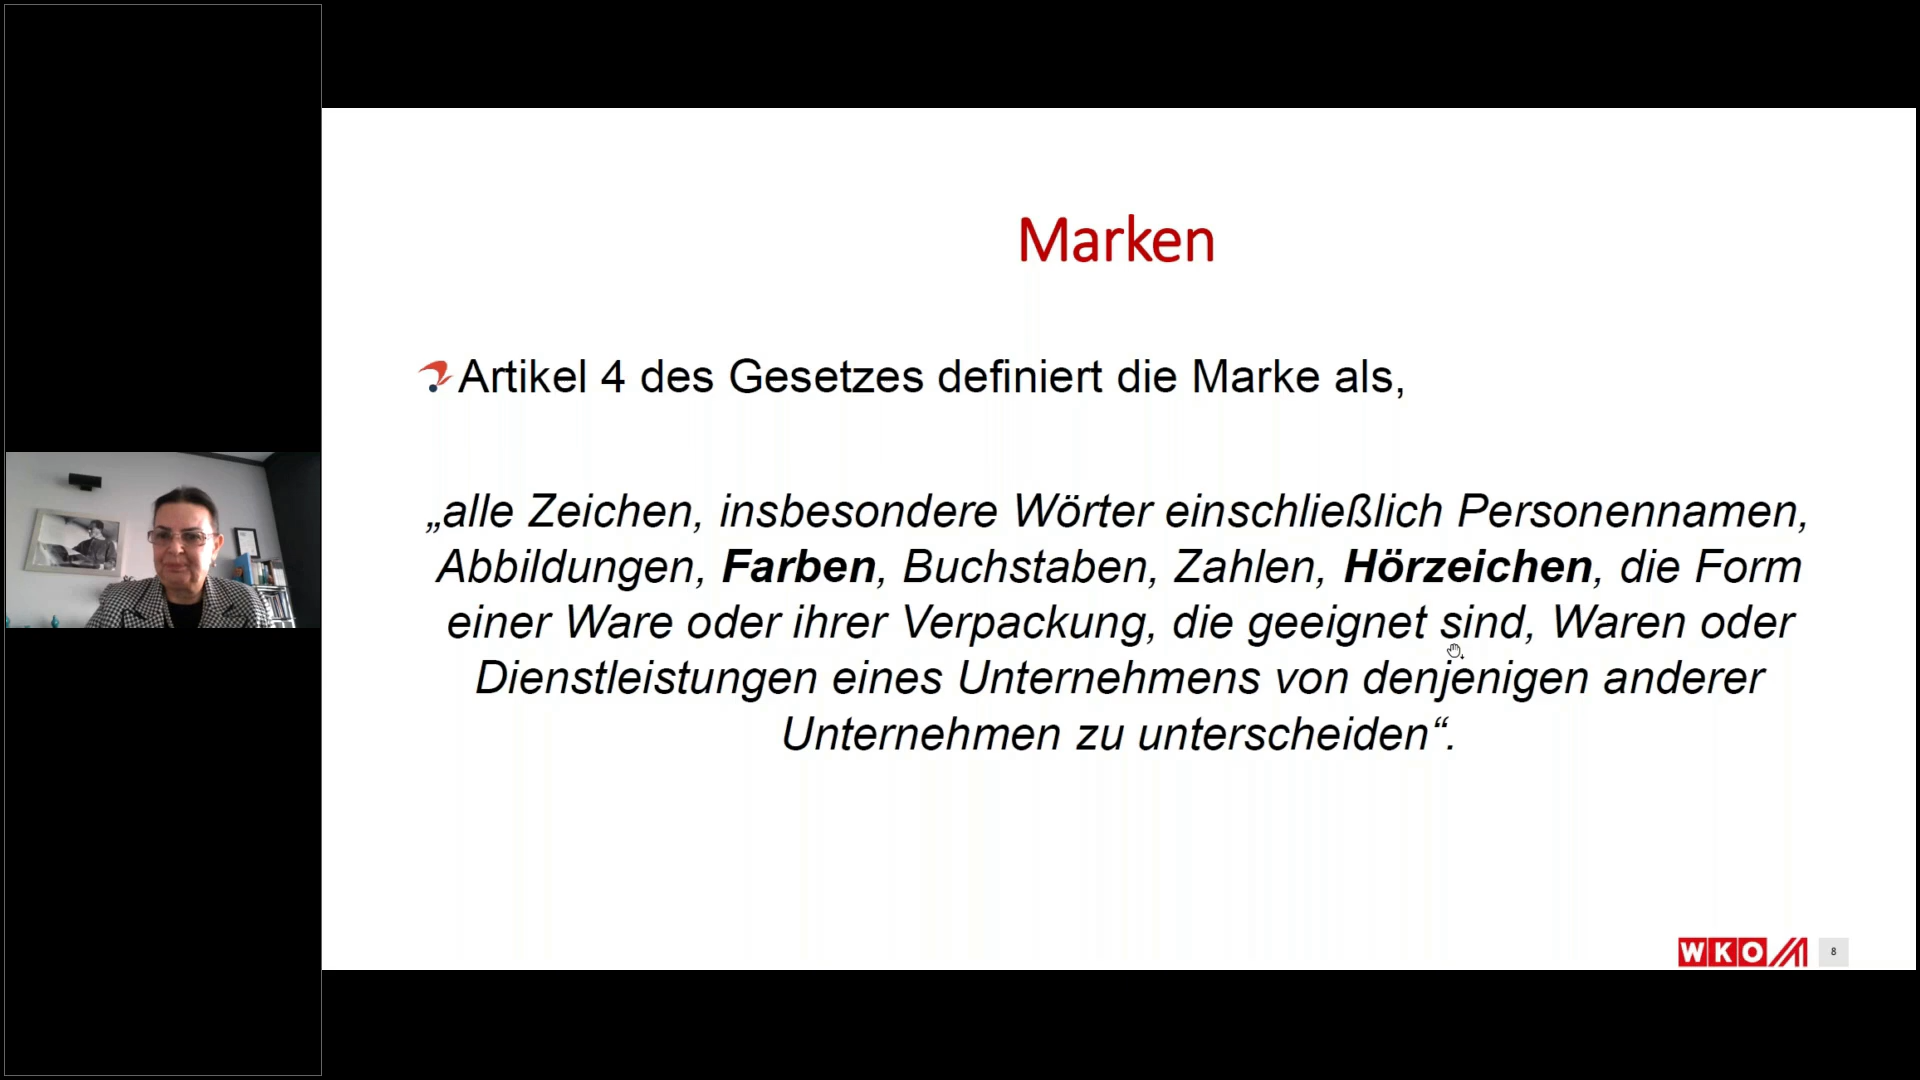 Marken
Artikel 4 des Gesetzes definiert die Marke als,
„alle Zeichen, insbesondere Wörter einschließlich Personennamen,
Abbildungen, Farben, Buchstaben, Zahlen, Hörzeichen, die Form
einer Ware oder ihrer Verpackung, die geeignet sind, Waren oder
Dienstleistungen eines Unternehmens von denjenigen anderer
Unternehmen zu unterscheiden“.
WKO
8